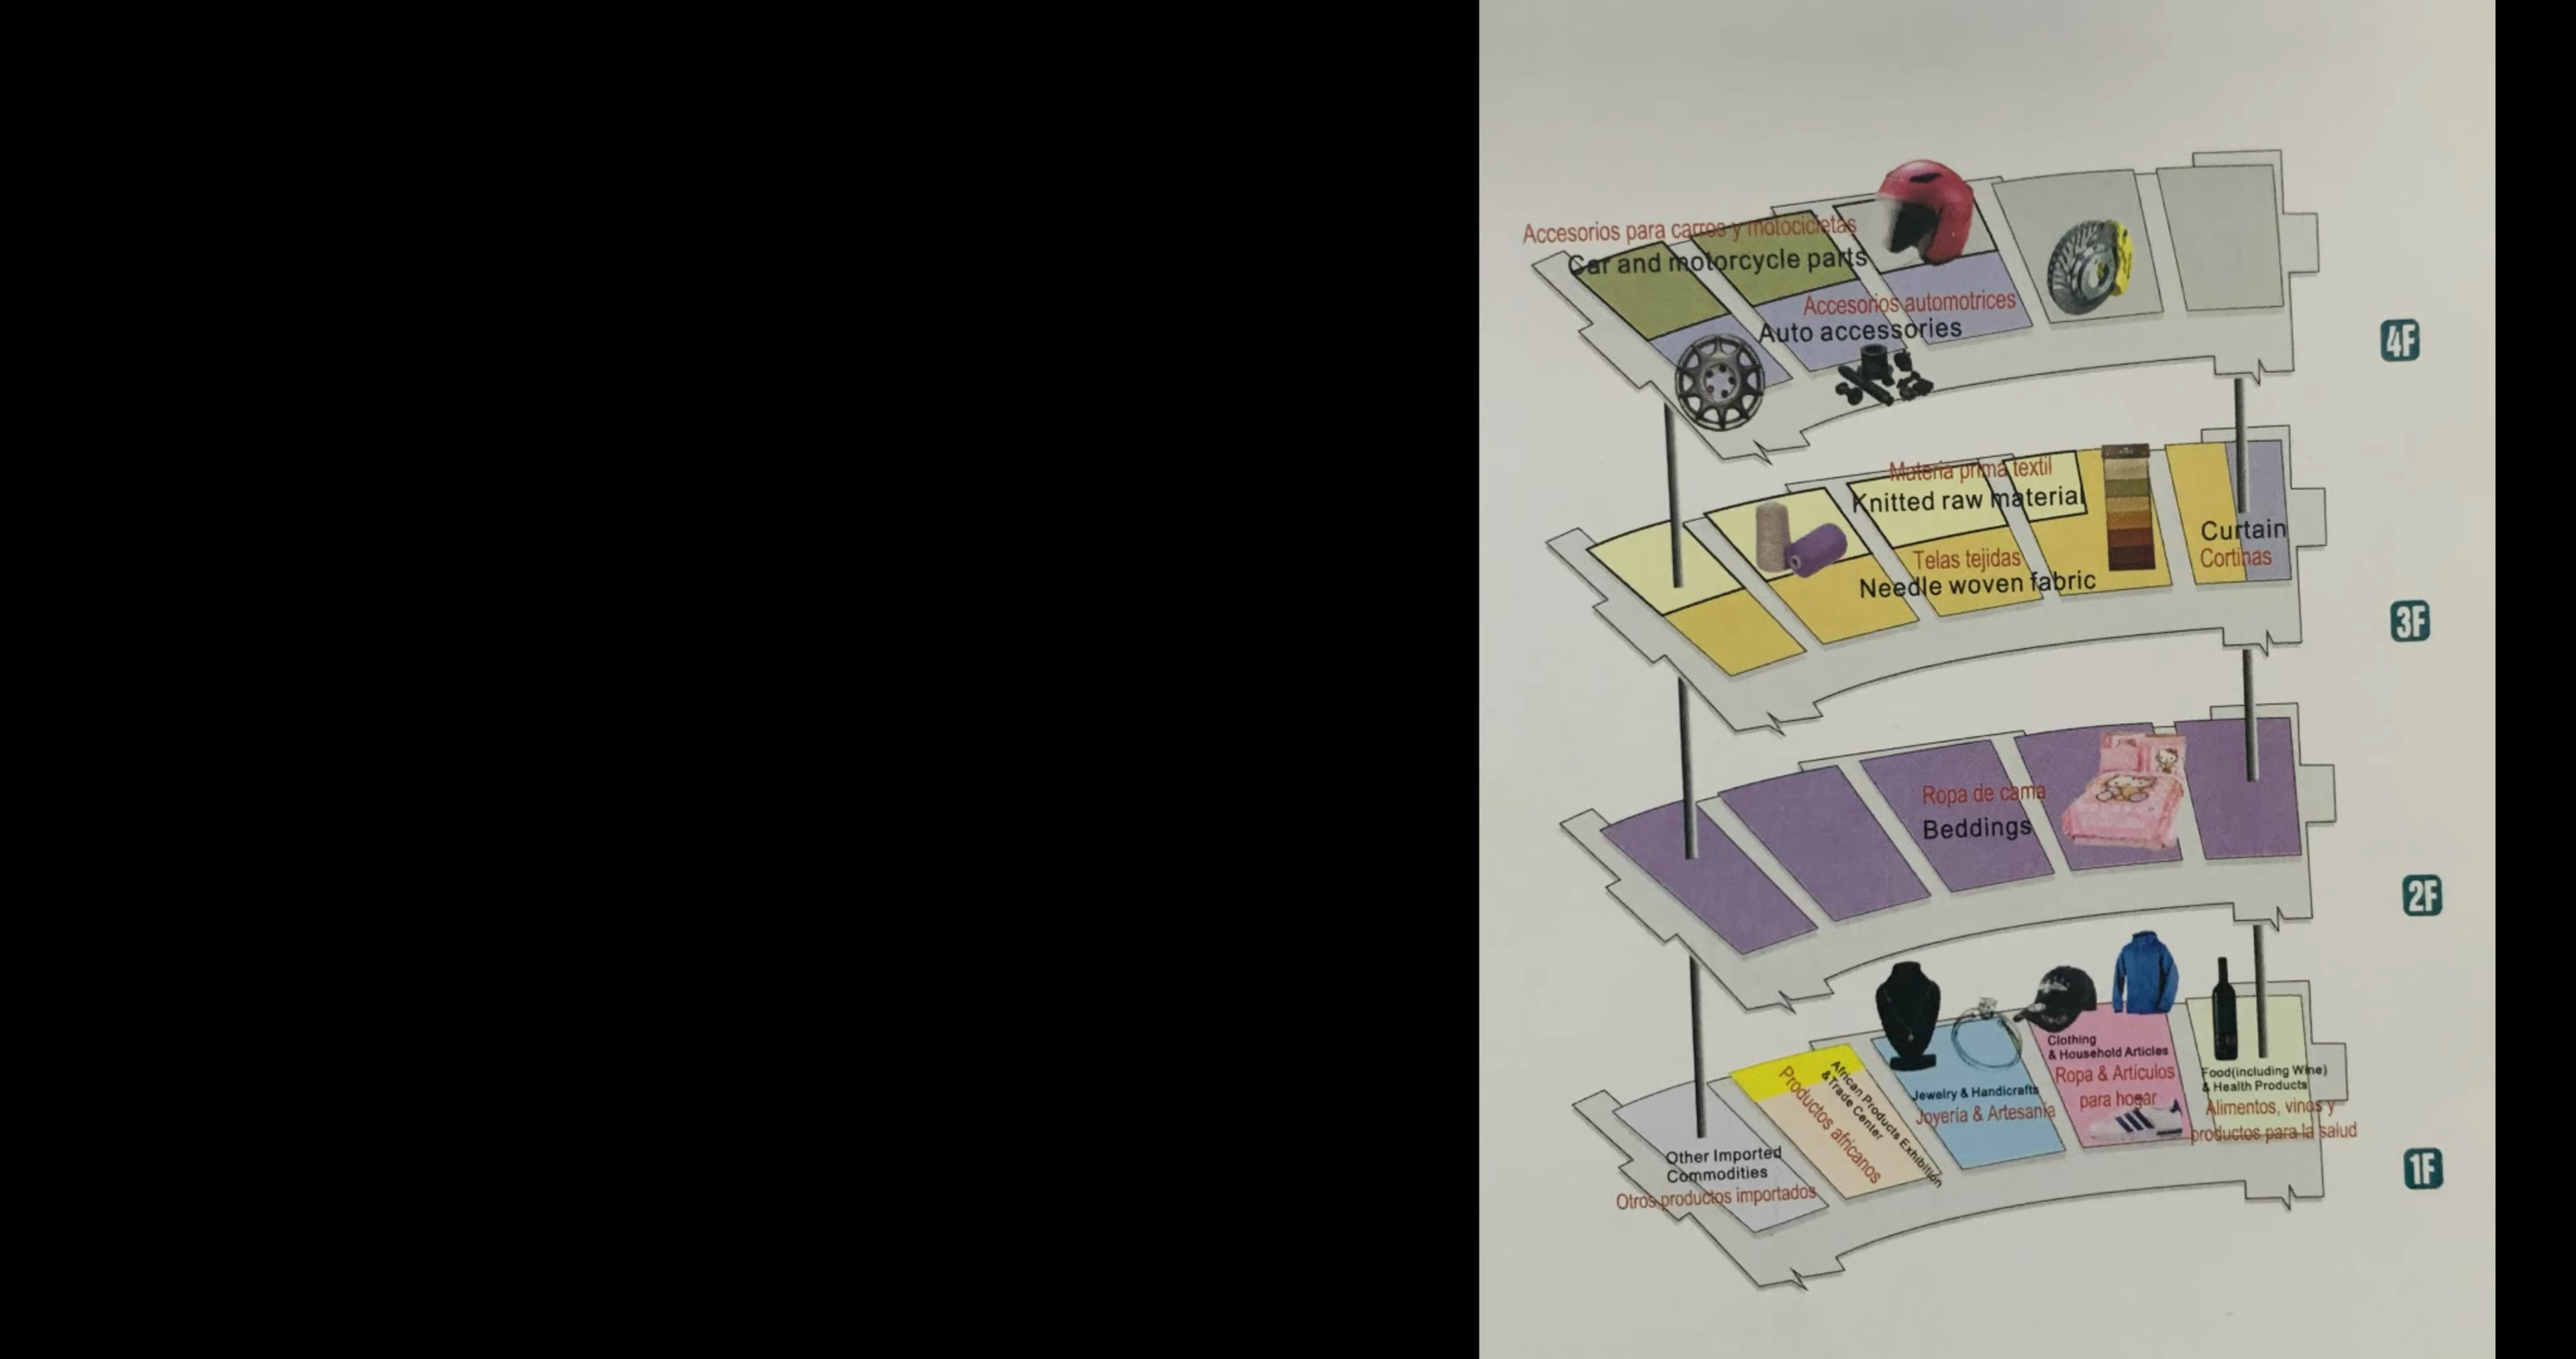 Accesorios para carros y motocicletas
Car and motorcycle parts
Accesorios automotrices
Auto accessories
4F
Materia prima textil
Knitted raw material
Telas tejidas
Needle woven fabric
Curtain
Cortinas
3F
Ropa de cama
Beddings
2F
Other Imported
Commodities
Otros productos importados
African Products Exhibition
&Trade Center
Productos africanos
Jewelry & Handicrafts
Joyería & Artesanía
Clothing
& Household Articles
Ropa & Artículos
para hogar
Food(including Wine)
& Health Products
Alimentos, vinos y
productos para la salud
1F